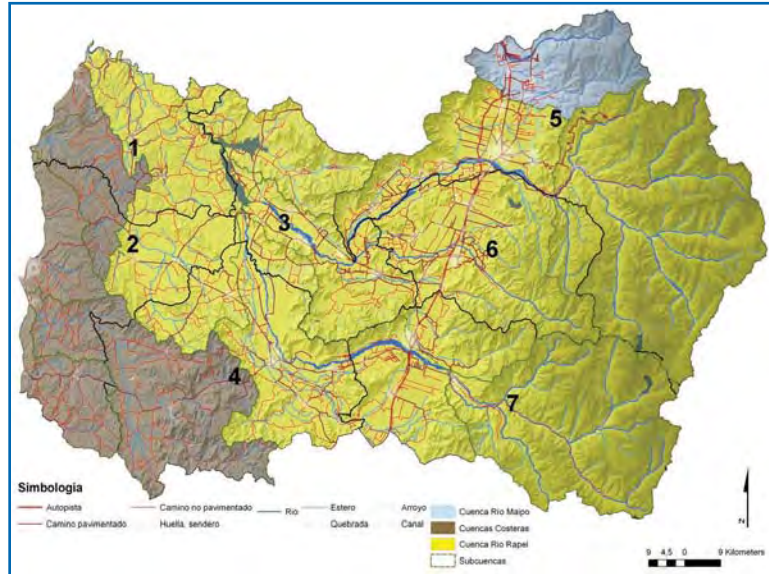 1
2
3
4
5
6
7
Simbología
Autopista
Camino pavimentado
Camino no pavimentado
Huella, sendero
Rio
Estero
Quebrada
Arroyo
Canal
Cuenca Rio Maipo
Cuencas Costeras
Cuenca Rio Rapel
Subcuencas
N
9 4,5 0 9 Kilometers